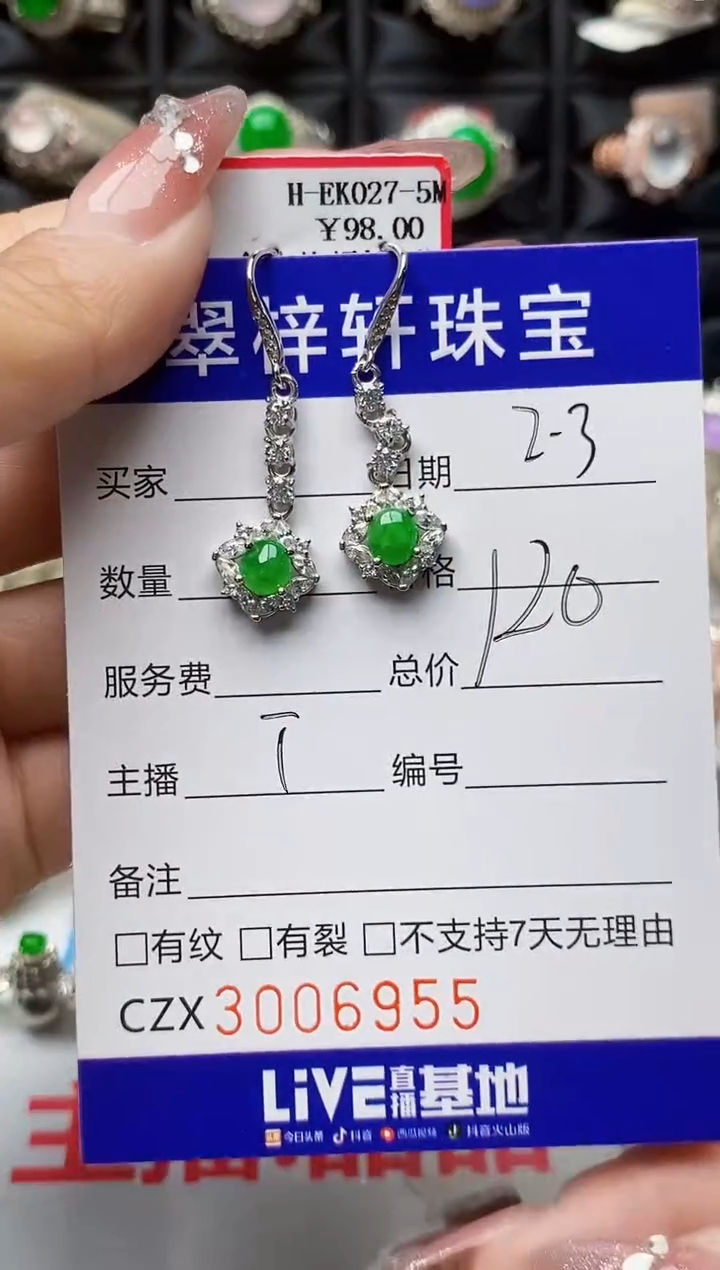 H-EK027-5M
¥98.00
翠梓轩珠宝
买家 日期 2-3
数量 格
服务费 总价 120
主播 T 编号
备注
□有纹 □有裂 □不支持7天无理由
CZX 3006955
LiVE直播基地
今日头条 抖音 西瓜视频 抖音火山版